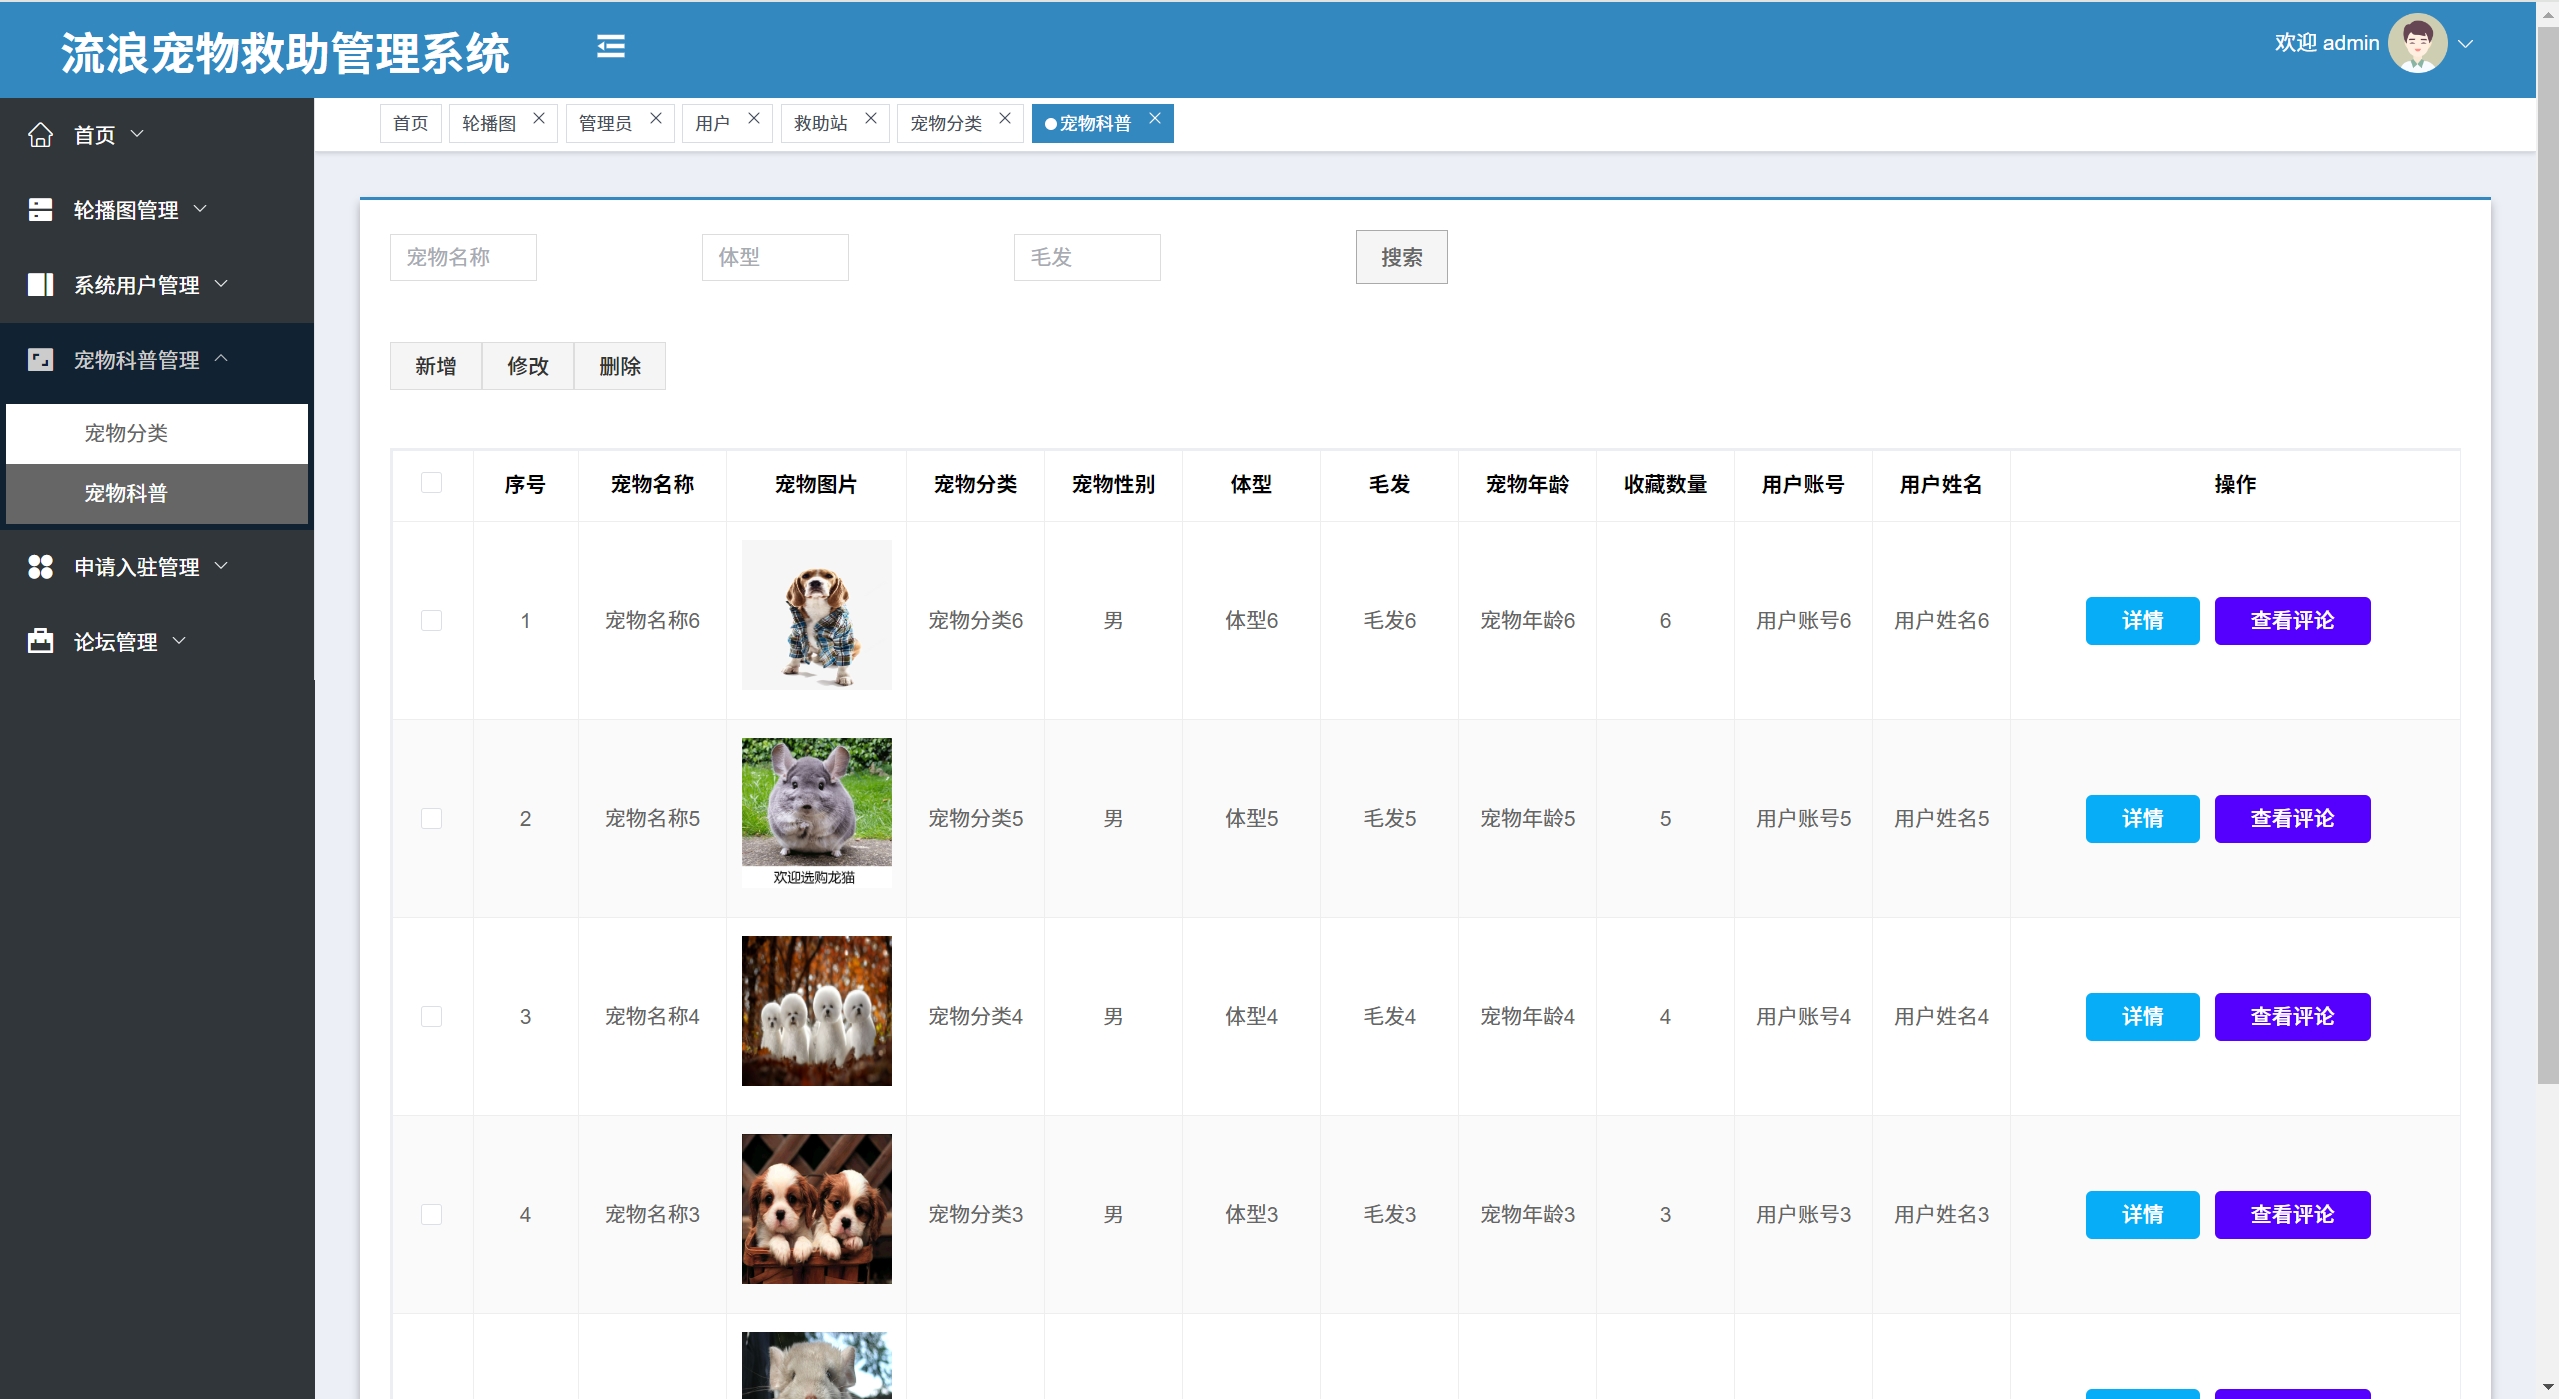 流浪宠物救助管理系统
欢迎 admin
首页
轮播图管理
系统用户管理
宠物科普管理
宠物分类
宠物科普
申请入驻管理
论坛管理
首页 轮播图 管理员 用户 救助站 宠物分类 宠物科普
宠物名称 体型 毛发 搜索
新增 修改 删除
序号 宠物名称 宠物图片 宠物分类 宠物性别 体型 毛发 宠物年龄 收藏数量 用户账号 用户姓名 操作
1 宠物名称6 宠物分类6 男 体型6 毛发6 宠物年龄6 6 用户账号6 用户姓名6 详情 查看评论
2 宠物名称5 宠物分类5 男 体型5 毛发5 宠物年龄5 5 用户账号5 用户姓名5 详情 查看评论
欢迎选购龙猫
3 宠物名称4 宠物分类4 男 体型4 毛发4 宠物年龄4 4 用户账号4 用户姓名4 详情 查看评论
4 宠物名称3 宠物分类3 男 体型3 毛发3 宠物年龄3 3 用户账号3 用户姓名3 详情 查看评论